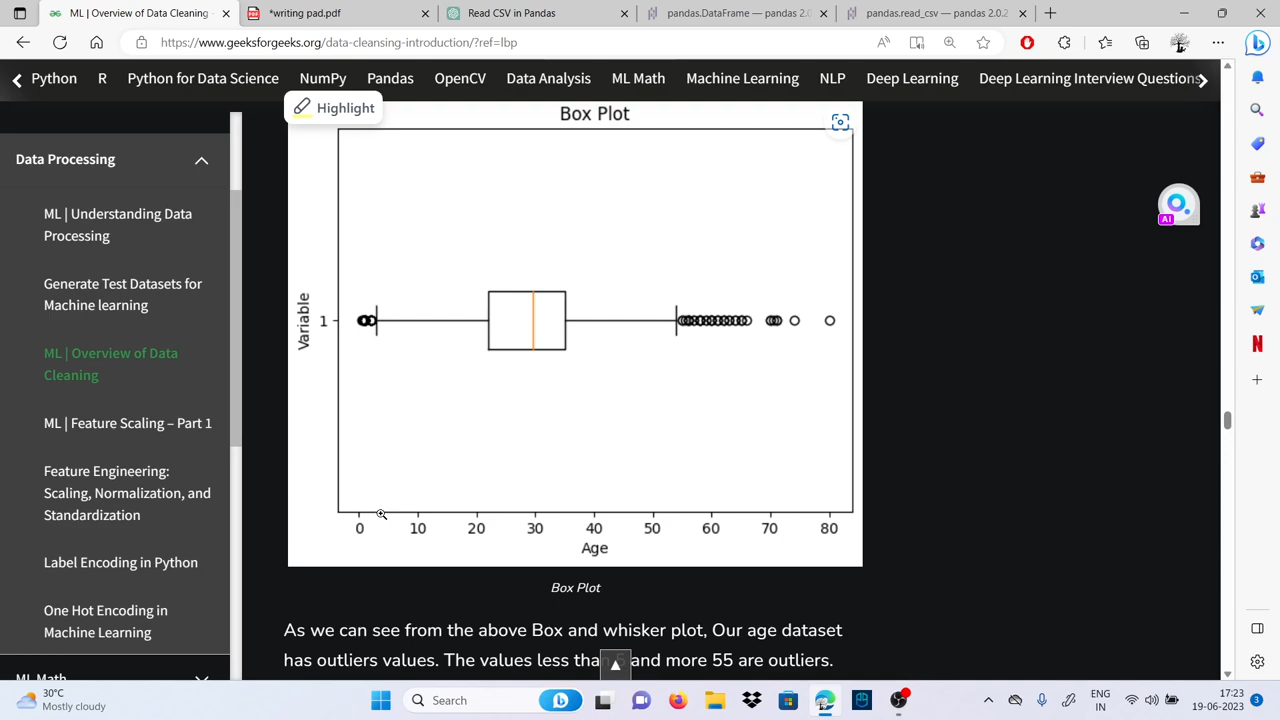 ML | Overview of Data Cleaning
*writing pad.pdf
Read CSV in Pandas
pandas.DataFrame — pandas 2.0.
pandas.read_csv — pandas 2.0.2
https://www.geeksforgeeks.org/data-cleansing-introduction/?ref=lbp
Python R Python for Data Science NumPy Pandas OpenCV Data Analysis ML Math Machine Learning NLP Deep Learning Deep Learning Interview Questions
Highlight
Data Processing
ML | Understanding Data
Processing
Generate Test Datasets for
Machine learning
ML | Overview of Data
Cleaning
ML | Feature Scaling – Part 1
Feature Engineering:
Scaling, Normalization, and
Standardization
Label Encoding in Python
One Hot Encoding in
Machine Learning
ML Math
Box Plot
Variable
1
0 10 20 30 40 50 60 70 80
Age
Box Plot
As we can see from the above Box and whisker plot, Our age dataset
has outliers values. The values less than 5 and more 55 are outliers.
AI
30°C
Mostly cloudy
Search
ENG
IN
17:23
19-06-2023
3